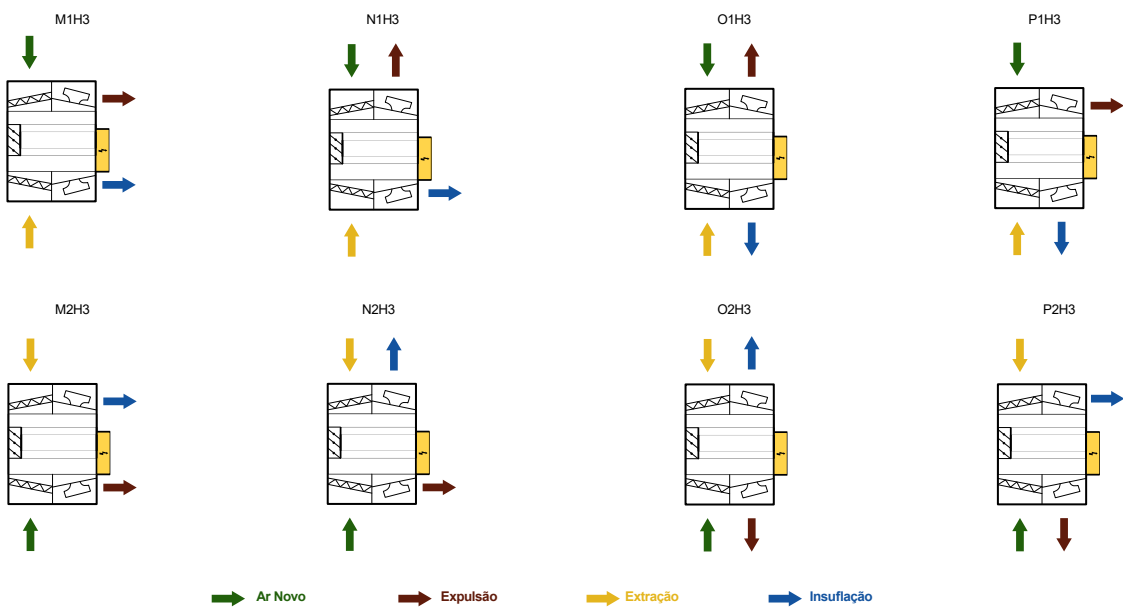 M1H3
N1H3
O1H3
P1H3
M2H3
N2H3
O2H3
P2H3
Ar Novo
Expulsão
Extração
Insuflação